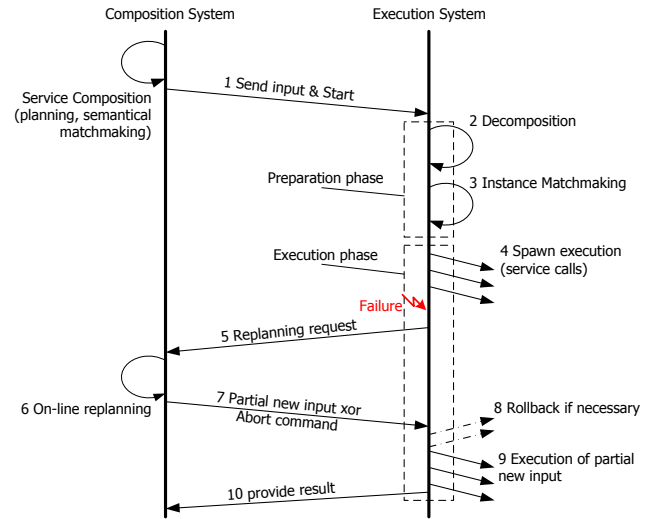 Composition System
Execution System
Service Composition
(planning, semantical
matchmaking)
1 Send input & Start
2 Decomposition
Preparation phase
3 Instance Matchmaking
Execution phase
4 Spawn execution
(service calls)
Failure
5 Replanning request
6 On-line replanning
7 Partial new input xor
Abort command
8 Rollback if necessary
9 Execution of partial
new input
10 provide result